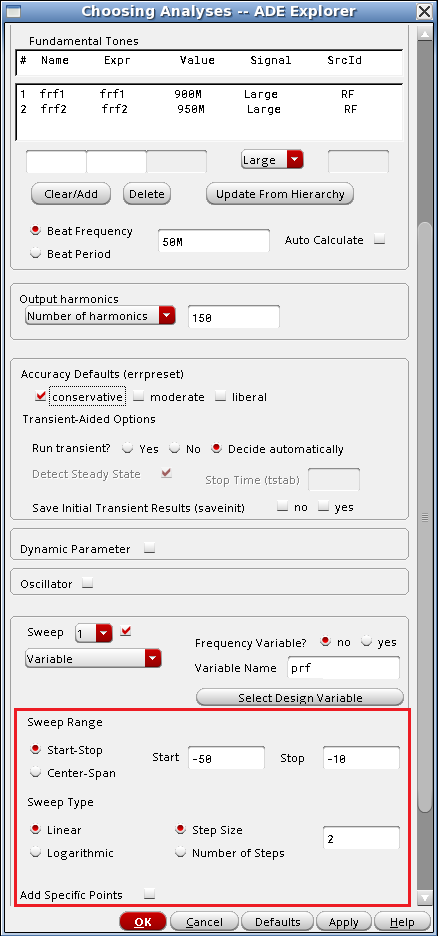 Choosing Analyses -- ADE Explorer
Fundamental Tones
# Name Expr Value Signal SrcId
1 frf1 frf1 900M Large RF
2 frf2 frf2 950M Large RF
Large
Clear/Add Delete Update From Hierarchy
Beat Frequency 50M Auto Calculate
Beat Period
Output harmonics
Number of harmonics 150
Accuracy Defaults (errpreset)
conservative moderate liberal
Transient-Aided Options
Run transient? Yes No Decide automatically
Detect Steady State Stop Time (tstab)
Save Initial Transient Results (saveinit) no yes
Dynamic Parameter
Oscillator
Sweep 1 Frequency Variable? no yes
Variable Variable Name prf
Select Design Variable
Sweep Range
Start-Stop Start -50 Stop -10
Center-Span
Sweep Type
Linear Step Size 2
Logarithmic Number of Steps
Add Specific Points
OK Cancel Defaults Apply Help